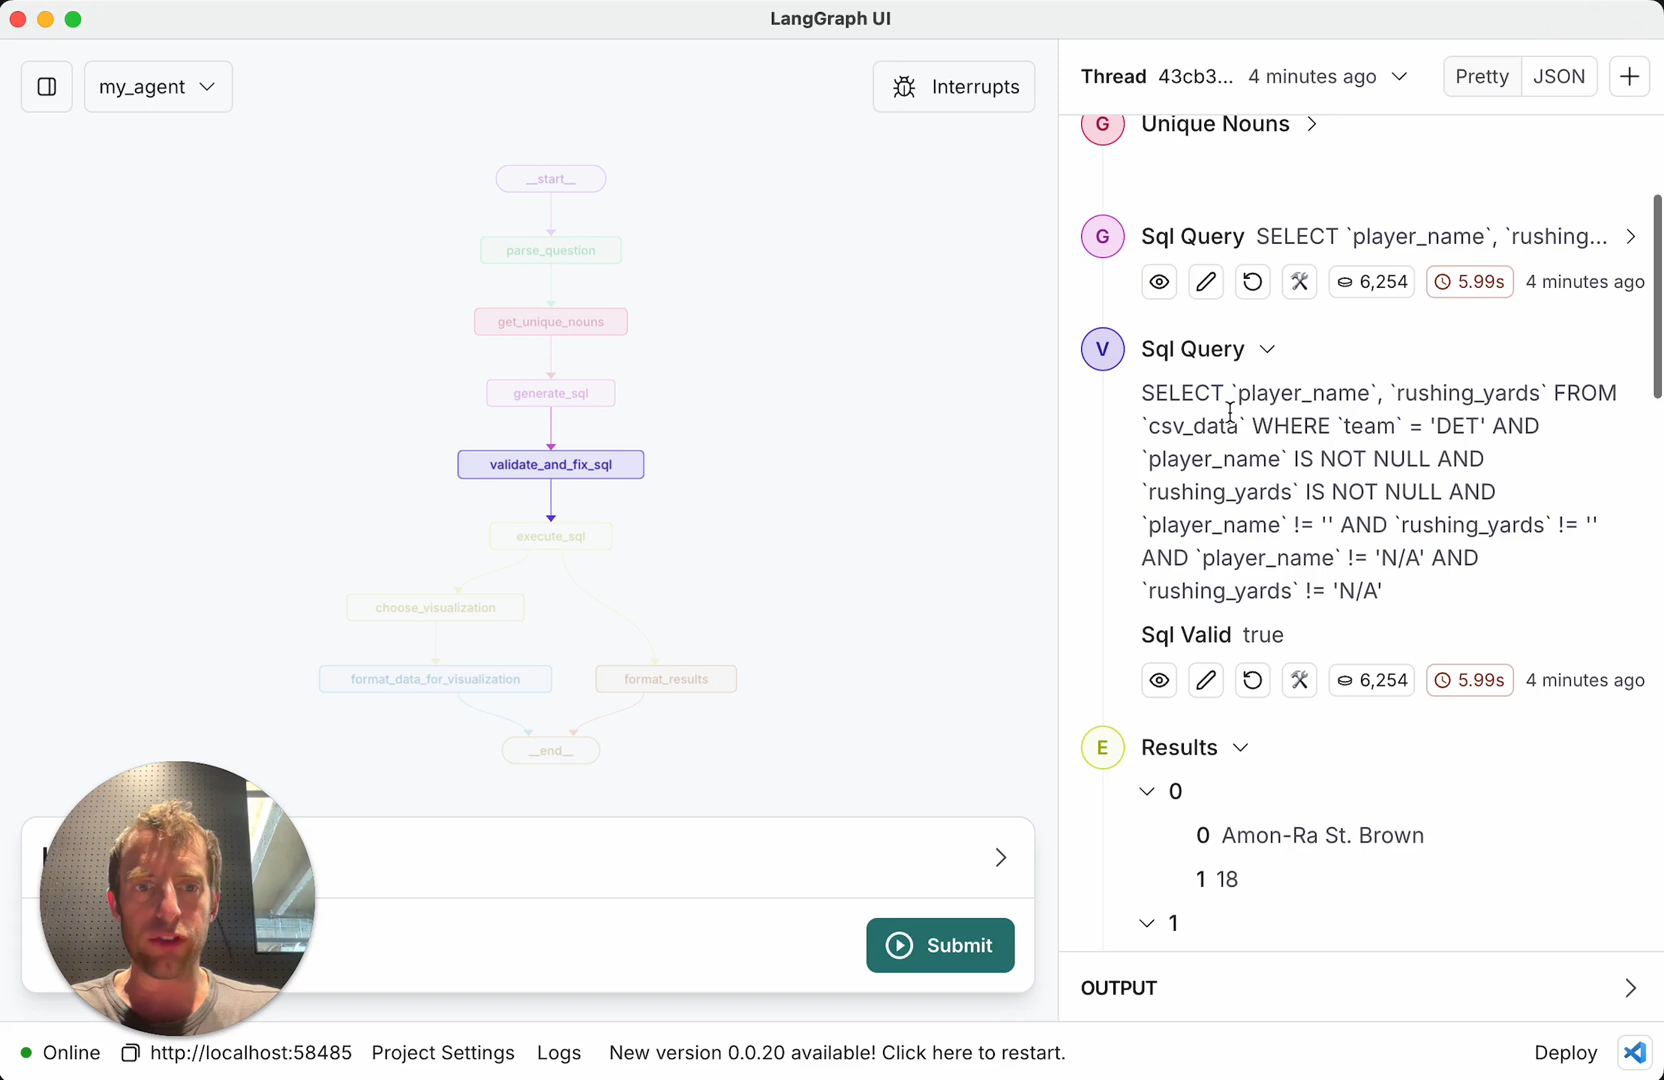 LangGraph UI
my_agent
Interrupts
__start__
parse_question
get_unique_nouns
generate_sql
validate_and_fix_sql
execute_sql
choose_visualization
format_data_for_visualization
format_results
__end__
Submit
Thread 43cb3... 4 minutes ago
Pretty
JSON
G
Unique Nouns
G
Sql Query SELECT `player_name`, `rushing...
6,254
5.99s
4 minutes ago
V
Sql Query
SELECT `player_name`, `rushing_yards` FROM
`csv_data` WHERE `team` = 'DET' AND
`player_name` IS NOT NULL AND
`rushing_yards` IS NOT NULL AND
`player_name` != '' AND `rushing_yards` != ''
AND `player_name` != 'N/A' AND
`rushing_yards` != 'N/A'
Sql Valid true
6,254
5.99s
4 minutes ago
E
Results
0
0 Amon-Ra St. Brown
1 18
1
OUTPUT
Online
http://localhost:58485
Project Settings
Logs
New version 0.0.20 available! Click here to restart.
Deploy